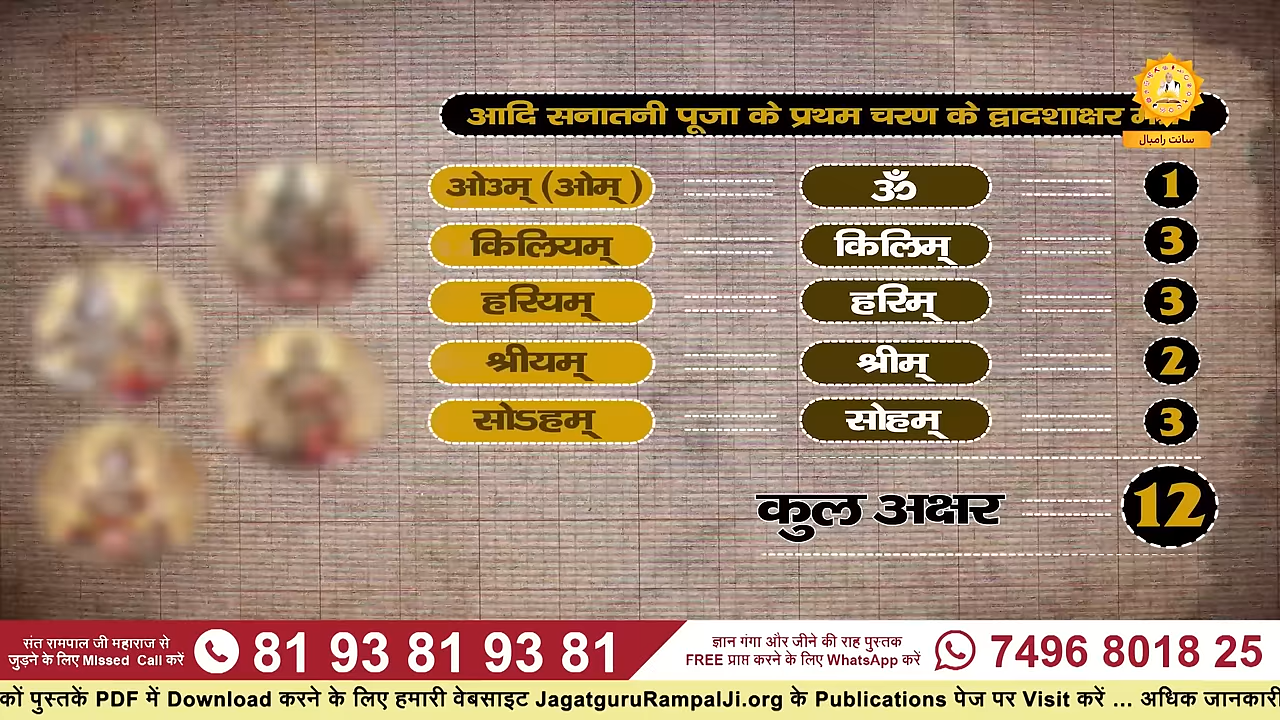 आदि सनातनी पूजा के प्रथम चरण के द्वादशाक्षर
سانت رامبال
ओउम् (ओम् ) ॐ 1
किलियम् किलिम् 3
हरियम् हरिम् 3
श्रीयम् श्रीम् 2
सोऽहम् सोहम् 3
कुल अक्षर 12
संत रामपाल जी महाराज से
जुड़ने के लिए Missed Call करें
81 93 81 93 81
ज्ञान गंगा और जीने की राह पुस्तक
FREE प्राप्त करने के लिए WhatsApp करें
7496 8018 25
कों पुस्तकें PDF में Download करने के लिए हमारी वेबसाइट JagatguruRampalJi.org के Publications पेज पर Visit करें ... अधिक जानकारी